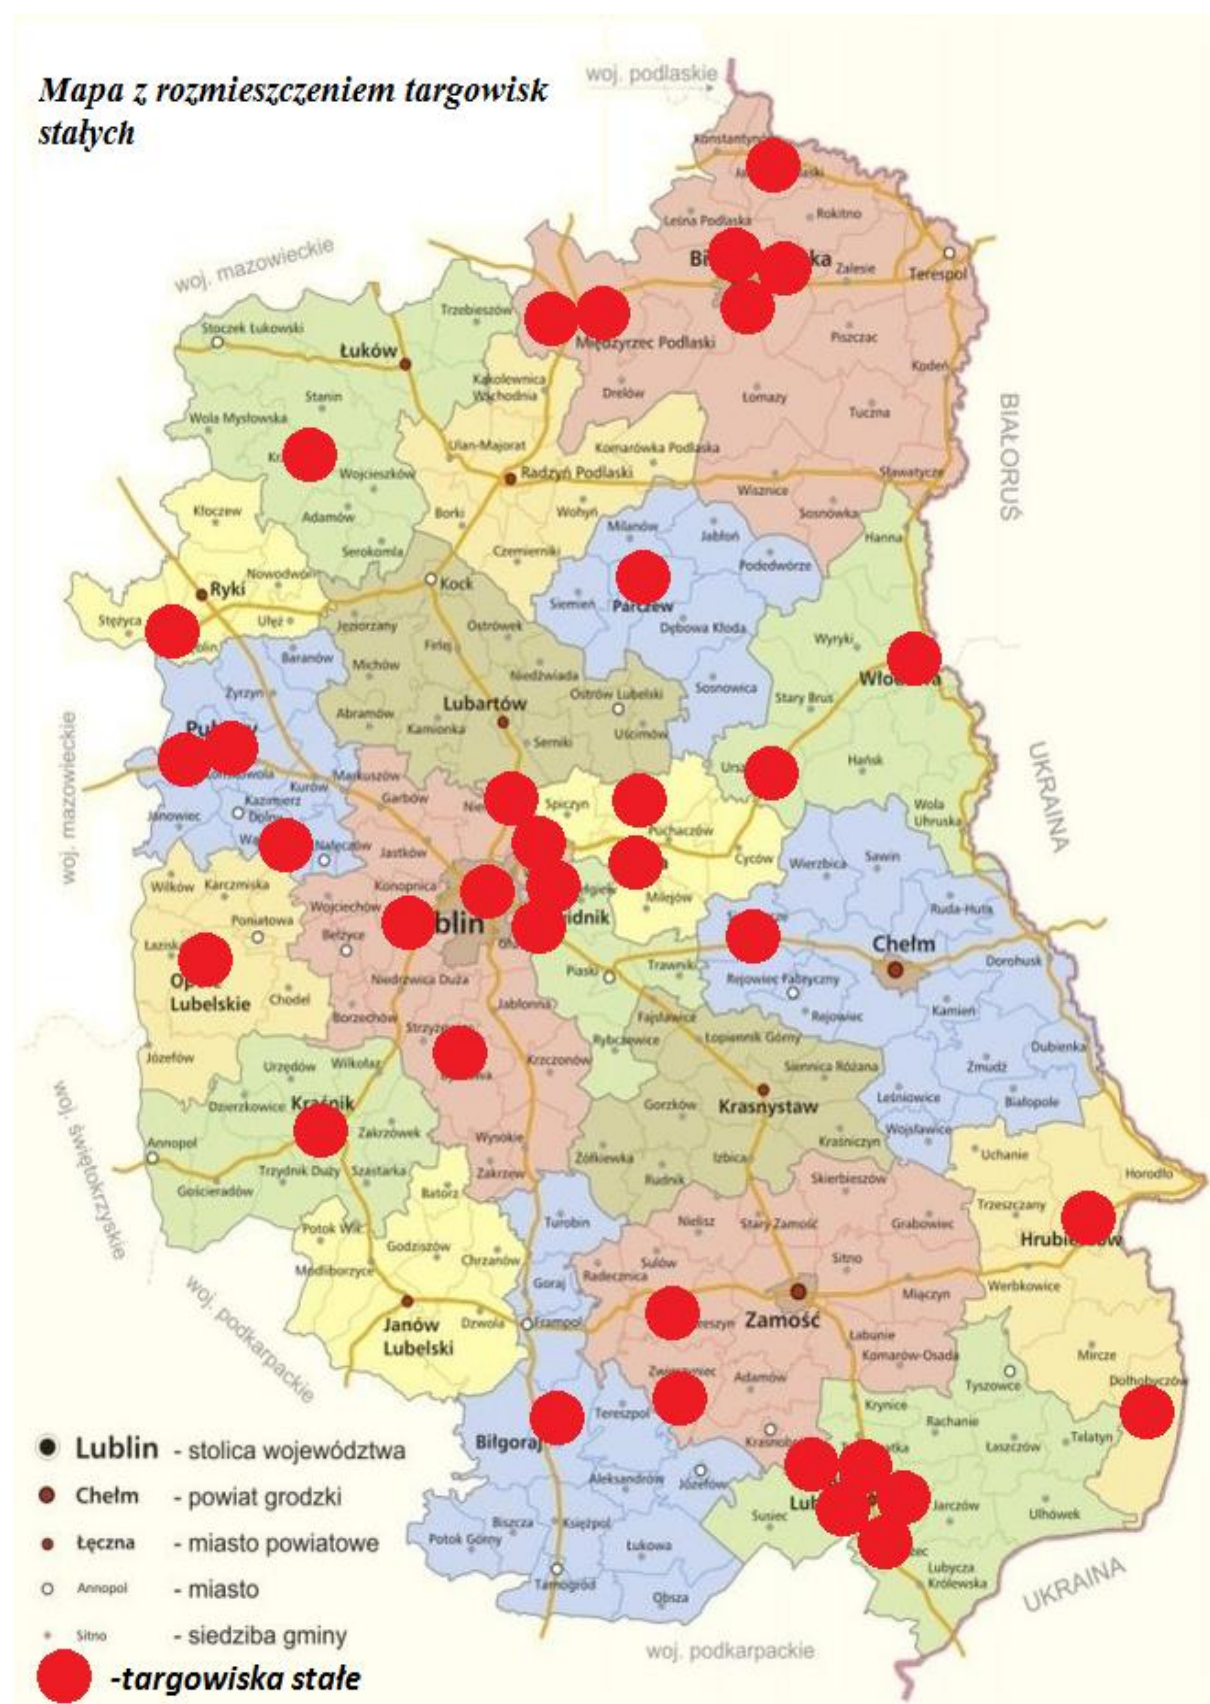 Mapa z rozmieszczeniem targowisk
stałych
woj. podlaskie
Leśna Podlaska
Rokitno
woj. mazowieckie
Zalesie
Terespol
Trzebieszów
Stoczek Łukowski
Łuków
Międzyrzec Podlaski
Piszczac
Kodeń
Kąkolewnica
Wschodnia
Drelów
Łomazy
Tuczna
Stanin
Wola Mysłowska
BIAŁORUŚ
Ulan-Majorat
Komarówka Podlaska
Wojcieszków
Radzyń Podlaski
Sławatycze
Wisznice
Kłoczew
Adamów
Borki
Wohyń
Milanów
Jabłoń
Sosnówka
Hanna
Serokomla
Czemierniki
Podedwórze
Nowodwór
Kock
Ryki
Siemień
Parczew
Stężyca
Ułęż
Jeziorzany
Ostrówek
Dębowa Kłoda
Wyryki
Firlej
Baranów
Michów
Niedźwiada
Żyrzyn
Ostrów Lubelski
Sosnowica
Stary Brus
Lubartów
Abramów
Kamionka
Serniki
Uścimów
Hańsk
woj. mazowieckie
UKRAINA
Markuszów
Kurów
Garbów
Kazimierz
Dolny
Janowiec
Spiczyn
Puchaczów
Wola
Uhruska
Nałęczów
Jastków
Cyców
Wierzbica
Sawin
Wilków
Karczmiska
Konopnica
Wojciechów
Milejów
Ruda-Huta
Poniatowa
Bełżyce
Chełm
Dorohusk
Niedrzwica Duża
Piaski
Trawniki
Rejowiec Fabryczny
Lubelskie
Chodel
Jabłonna
Borzechów
Fajsławice
Rejowiec
Kamień
Józefów
Urzędów
Wilkołaz
Krzczonów
Rybczewice
Łopiennik Górny
Siennica Różana
Dubienka
Żmudź
Dzierzkowice
Kraśnik
Gorzków
Krasnystaw
Leśniowice
Białopole
Annopol
Zakrzówek
Wysokie
Żółkiewka
Izbica
Kraśniczyn
Wojsławice
Uchanie
Gościeradów
Trzydnik Duży
Szastarka
Zakrzew
Rudnik
Skierbieszów
Horodło
woj. świętokrzyskie
Batorz
Trzeszczany
Potok Wlk.
Turobin
Nielisz
Stary Zamość
Grabowiec
Godziszów
Chrzanów
Modliborzyce
Goraj
Radecznica
Sułów
Sitno
Werbkowice
woj. podkarpackie
Miączyn
Janów
Lubelski
Dzwola
Frampol
Zamość
Łabunie
Komarów-Osada
Mircze
Adamów
Tyszowce
Dołhobyczów
Tereszpol
Krynice
Rachanie
Biłgoraj
Łaszczów
Telatyn
Aleksandrów
Józefów
Susiec
Jarczów
Ulhówek
Potok Górny
Biszcza
Księżpol
Łukowa
Lubycza
Królewska
Tarnogród
Obsza
UKRAINA
woj. podkarpackie
Lublin - stolica województwa
Chełm - powiat grodzki
Łęczna - miasto powiatowe
Annopol - miasto
Sitno - siedziba gminy
-targowiska stałe